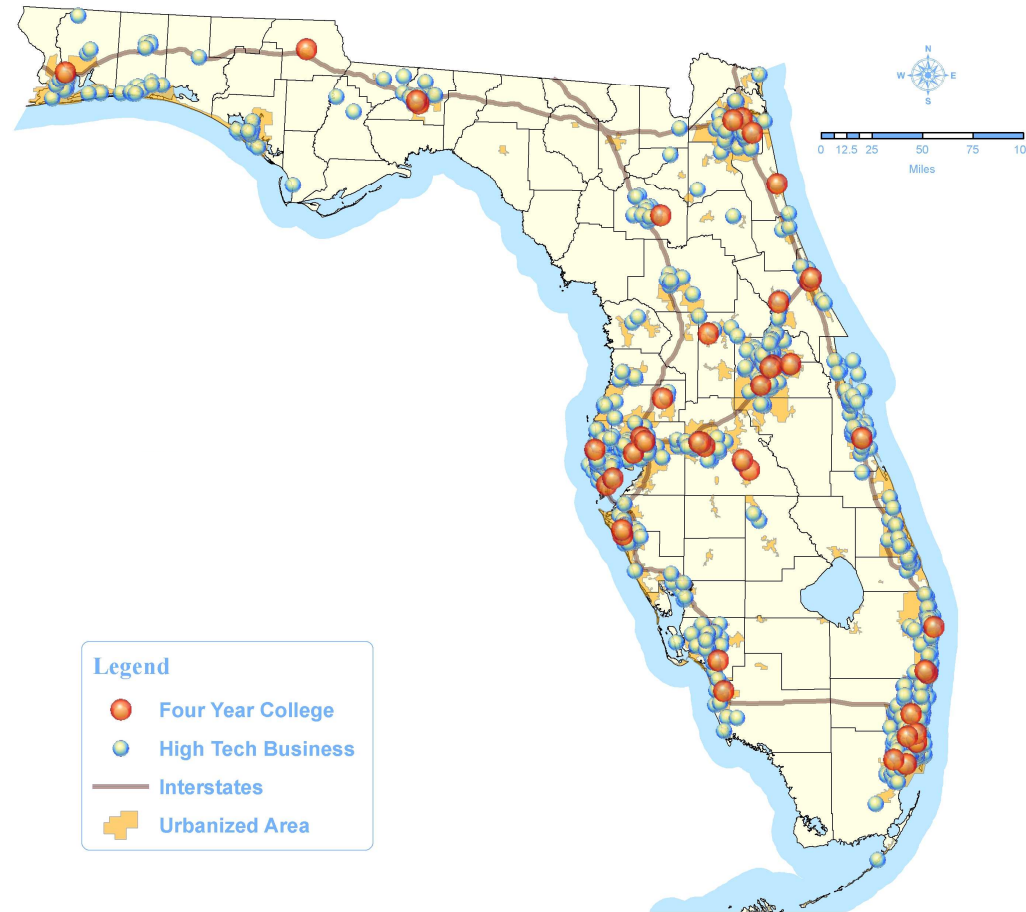 N
W E
S
0 12.5 25 50 75 10
Miles
Legend
Four Year College
High Tech Business
Interstates
Urbanized Area